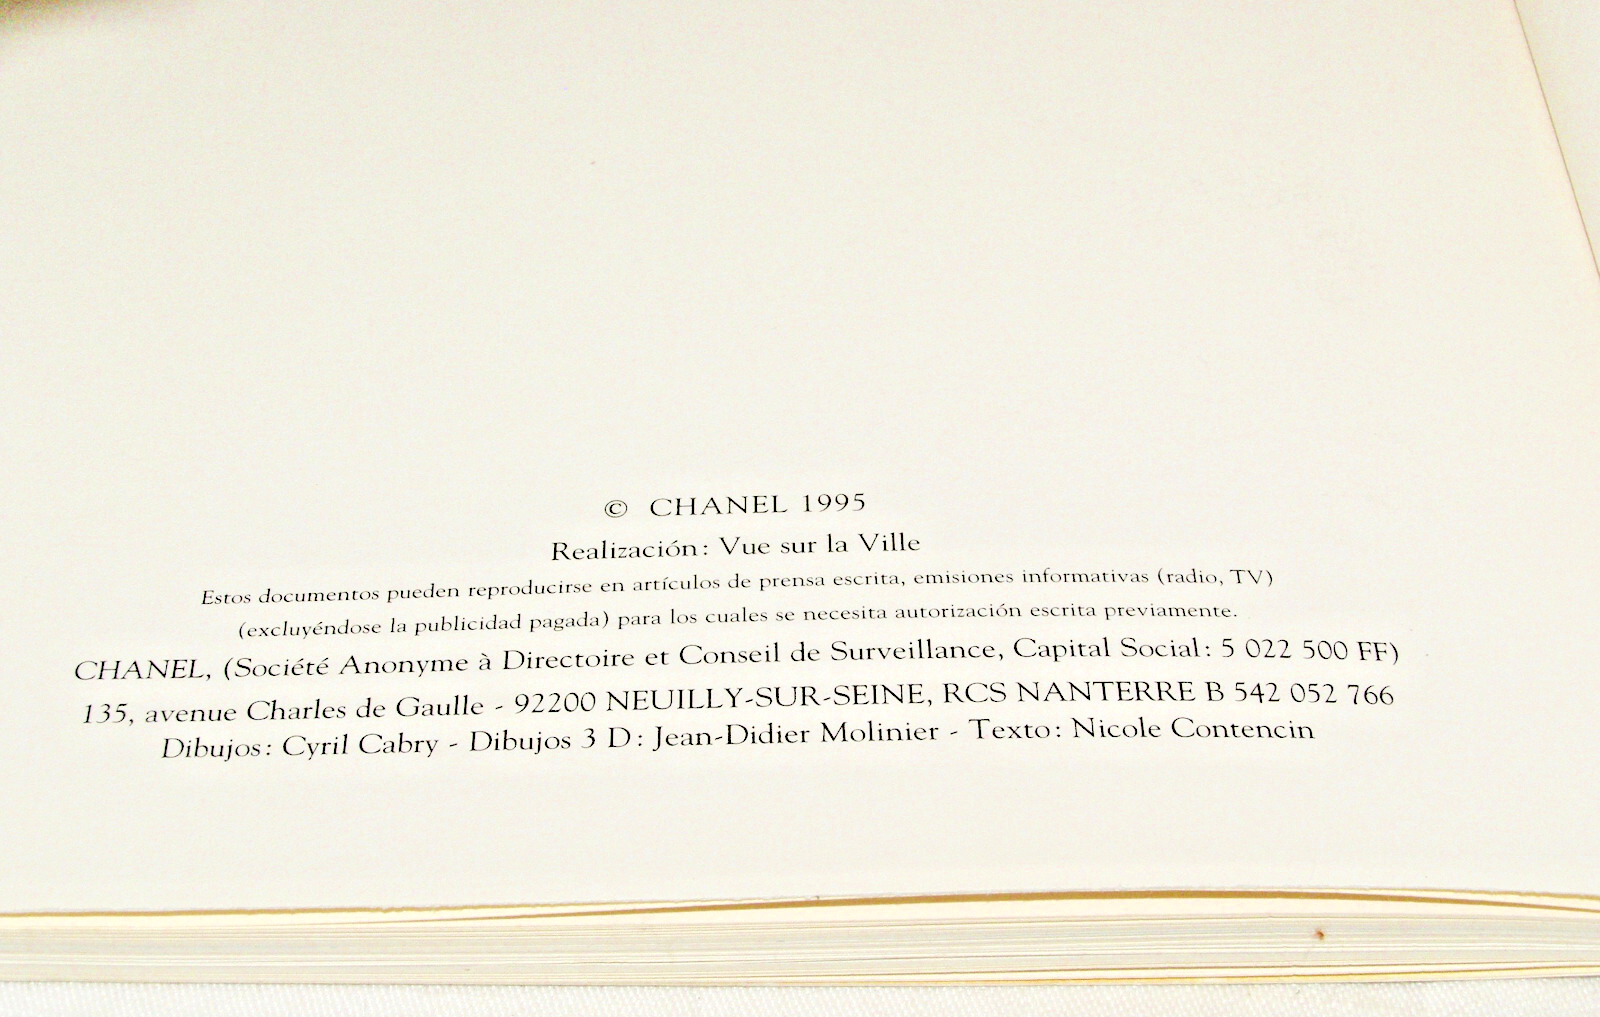 © CHANEL 1995
Realización: Vue sur la Ville
Estos documentos pueden reproducirse en artículos de prensa escrita, emisiones informativas (radio, TV)
(excluyéndose la publicidad pagada) para los cuales se necesita autorización escrita previamente.
CHANEL, (Société Anonyme à Directoire et Conseil de Surveillance, Capital Social: 5 022 500 FF)
135, avenue Charles de Gaulle - 92200 NEUILLY-SUR-SEINE, RCS NANTERRE B 542 052 766
Dibujos: Cyril Cabry - Dibujos 3 D: Jean-Didier Molinier - Texto: Nicole Contencin